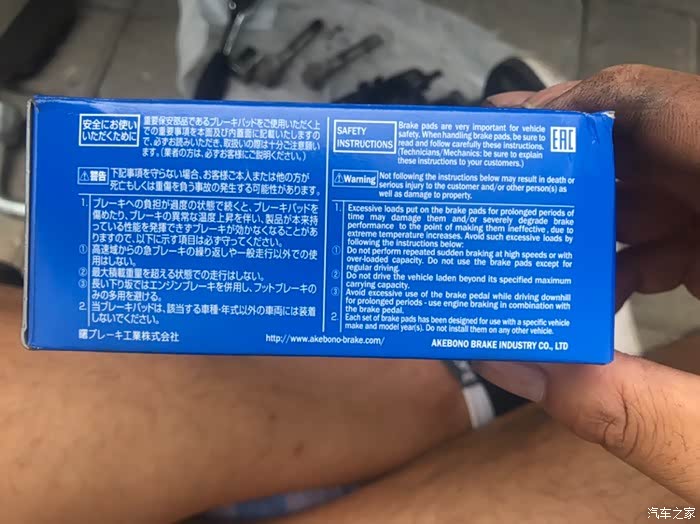 安全にお使い
いただくために
重要保安部品であるブレーキパッドをご使用いただく上
での重要事項を本面及び内蓋面に記載いたしますの
で、必ずお読みいただき、取扱いの際は十分ご注意願い
ます。(業者の方は、必ずお客様にご説明ください。)
警告
下記事項を守らない場合、お客様ご本人または他の方が
死亡もしくは重傷を負う事故の発生する可能性があります。
1. ブレーキへの負担が過度の状態で続くと、ブレーキパッドを
傷めたり、ブレーキの異常な温度上昇を伴い、製品が本来持
っている性能を発揮できずブレーキが効かなくなることがあ
りますので、以下に示す項目は必ず守ってください。
① 高速域からの急ブレーキの繰り返しや一般走行以外での使
用はしない。
② 最大積載重量を超える状態での走行はしない。
③ 長い下り坂ではエンジンブレーキを併用し、フットブレーキの
みの多用を避ける。
2. 当ブレーキパッドは、該当する車種・年式以外の車両には装着
しないでください。
曙ブレーキ工業株式会社
http://www.akebono-brake.com/
SAFETY
INSTRUCTIONS
Brake pads are very important for vehicle
safety. When handling brake pads, be sure to
read and follow carefully these instructions.
(Technicians/Mechanics: be sure to explain
these instructions to your customers.)
EAC
Warning
Not following the instructions below may result in death or
serious injury to the customer and/or other person(s) as
well as damage to property.
1. Excessive loads put on the brake pads for prolonged periods of
time may damage them and/or severely degrade brake
performance to the point of making them ineffective, due to
extreme temperature increases. Avoid such excessive loads by
following the instructions below:
① Do not perform repeated sudden braking at high speeds or with
over-loaded capacity. Do not use the brake pads except for
regular driving.
② Do not drive the vehicle laden beyond its specified maximum
carrying capacity.
③ Avoid excessive use of the brake pedal while driving downhill
for prolonged periods - use engine braking in combination with
the brake pedal.
2. Each set of brake pads has been designed for use with a specific vehicle
make and model year(s). Do not install them on any other vehicle.
AKEBONO BRAKE INDUSTRY CO., LTD
汽车之家